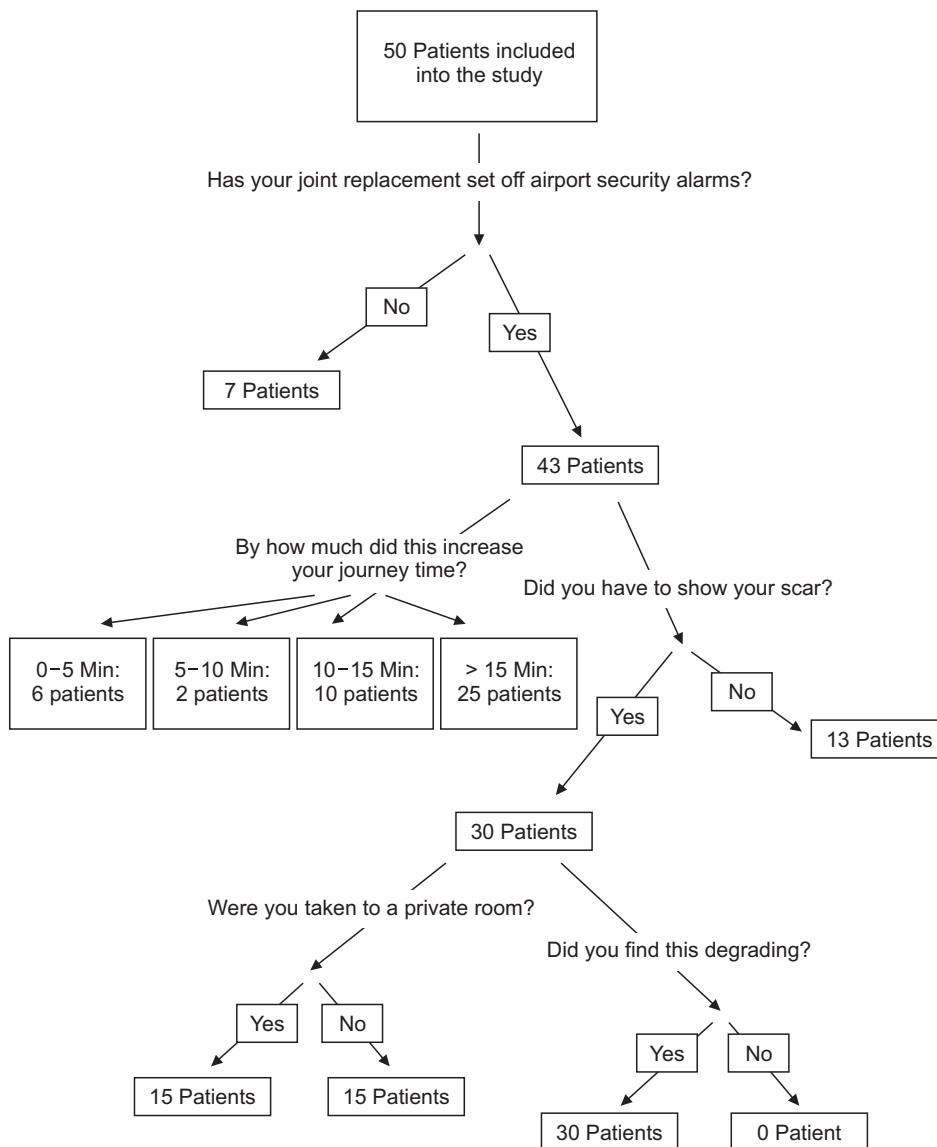 50 Patients included
into the study
Has your joint replacement set off airport security alarms?
No
Yes
7 Patients
43 Patients
By how much did this increase
your journey time?
Did you have to show your scar?
0–5 Min:
6 patients
5–10 Min:
2 patients
10–15 Min:
10 patients
> 15 Min:
25 patients
Yes
No
13 Patients
30 Patients
Were you taken to a private room?
Did you find this degrading?
Yes
No
Yes
No
15 Patients
15 Patients
30 Patients
0 Patient